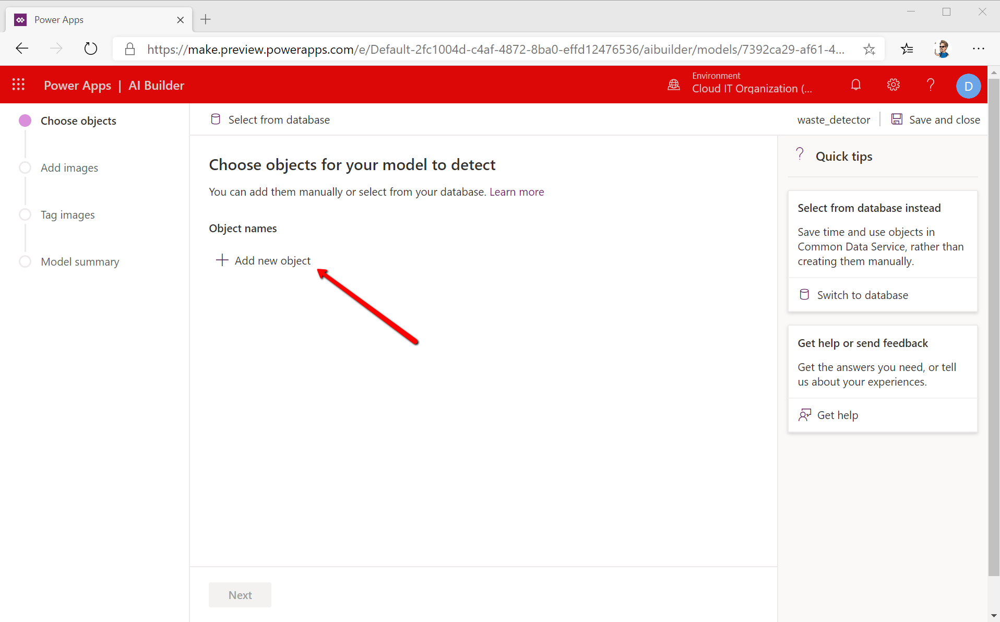 Power Apps
https://make.preview.powerapps.com/e/Default-2fc1004d-c4af-4872-8ba0-effd12476536/aibuilder/models/7392ca29-af61-4...
Power Apps | AI Builder
Environment
Cloud IT Organization (...
D
Choose objects
Add images
Tag images
Model summary
Select from database
waste_detector
Save and close
Choose objects for your model to detect
You can add them manually or select from your database. Learn more
Object names
Add new object
Next
Quick tips
Select from database instead
Save time and use objects in
Common Data Service, rather than
creating them manually.
Switch to database
Get help or send feedback
Get the answers you need, or tell
us about your experiences.
Get help